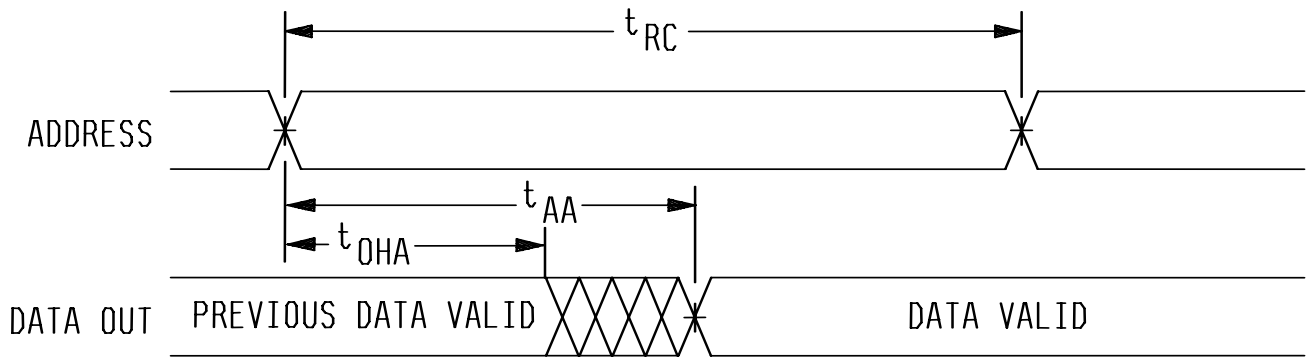 tRC
ADDRESS
tAA
tOHA
DATA OUT
PREVIOUS DATA VALID
DATA VALID